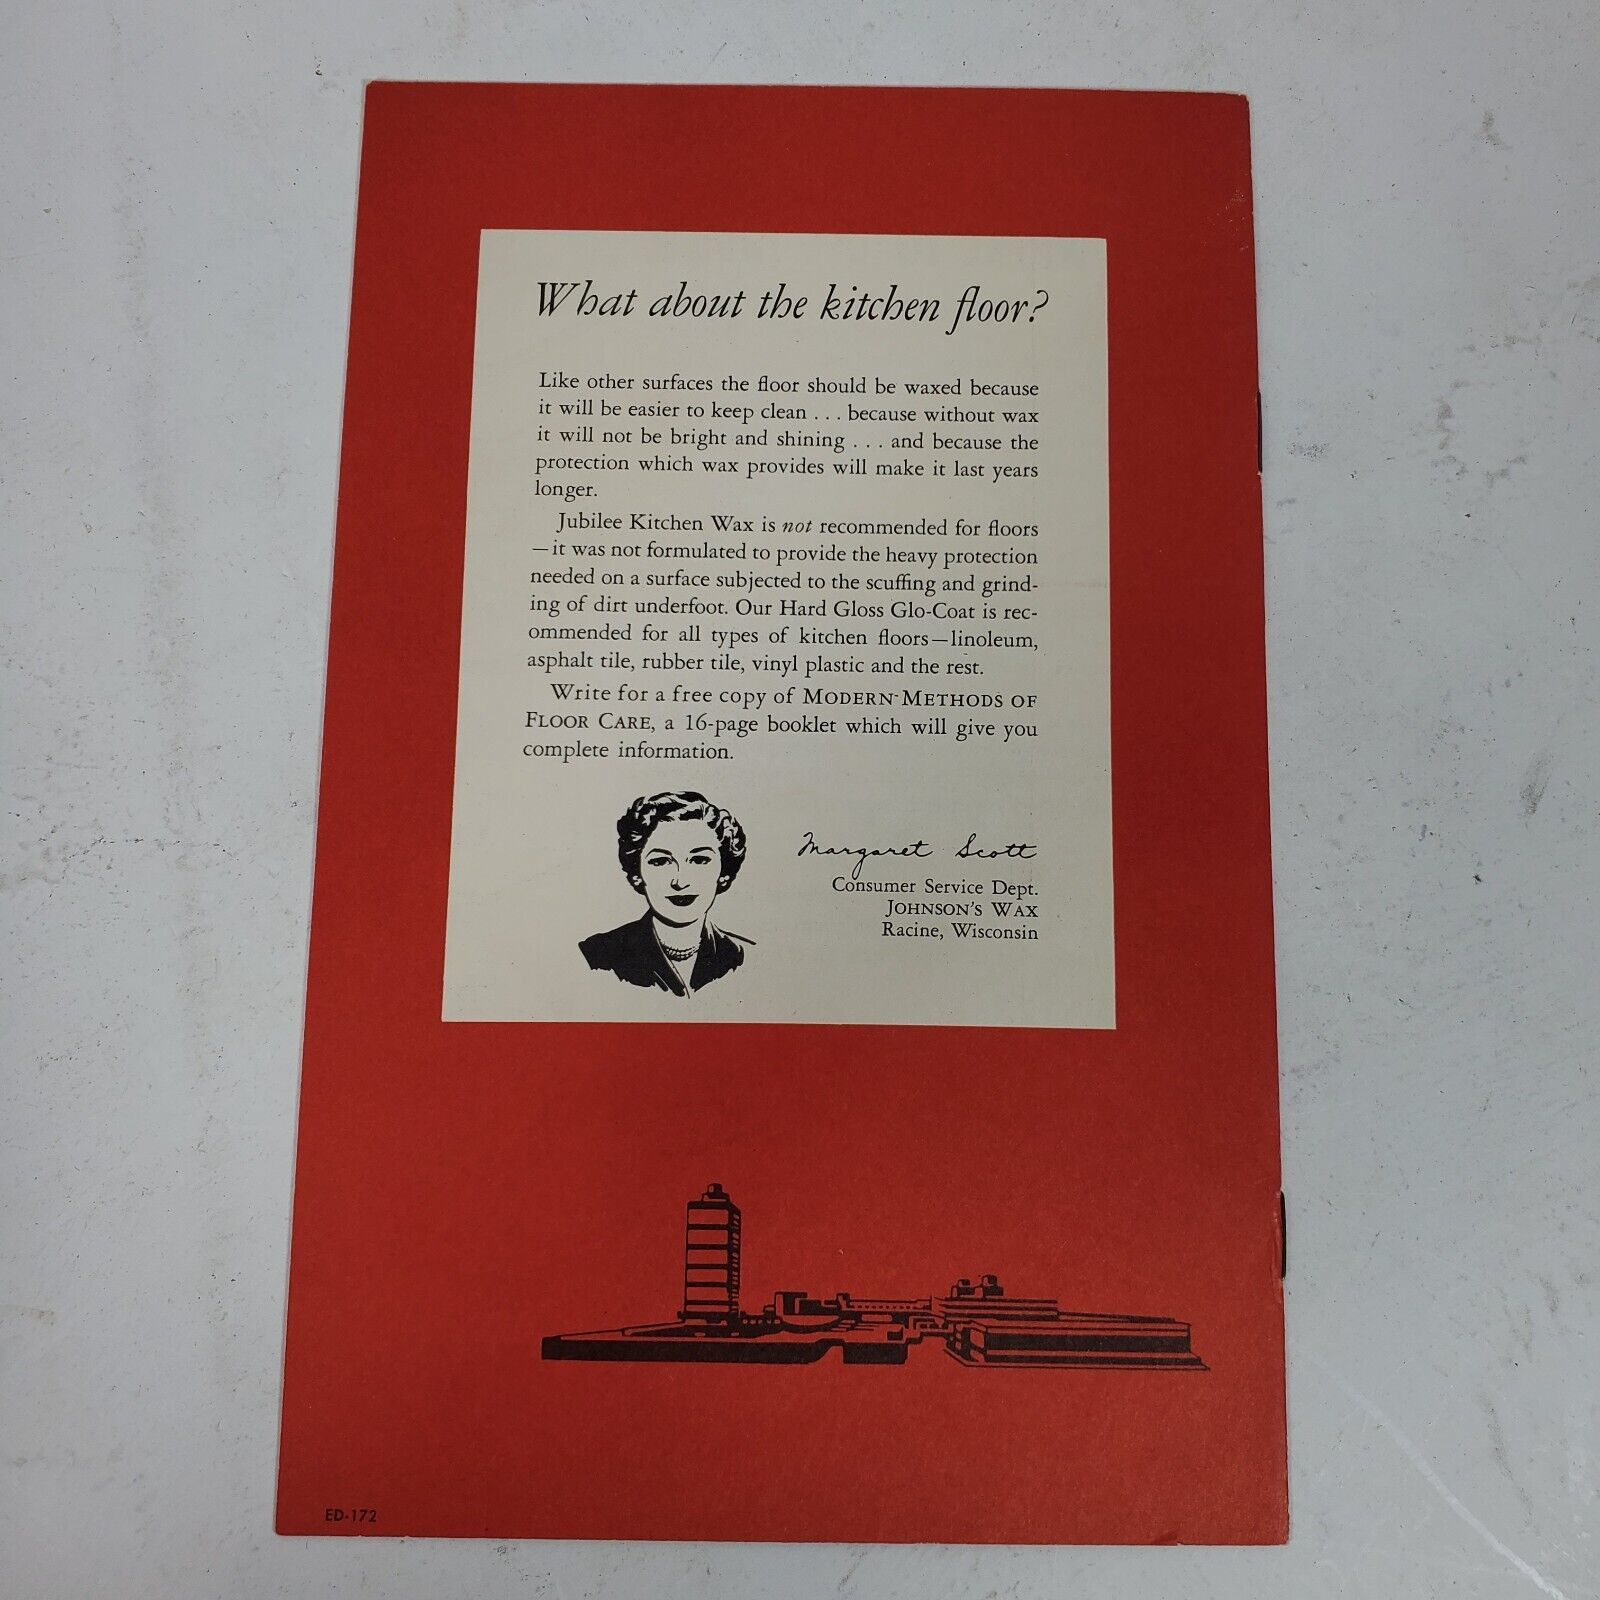 What about the kitchen floor?
Like other surfaces the floor should be waxed because
it will be easier to keep clean . . . because without wax
it will not be bright and shining . . . and because the
protection which wax provides will make it last years
longer.
Jubilee Kitchen Wax is not recommended for floors
—it was not formulated to provide the heavy protection
needed on a surface subjected to the scuffing and grind-
ing of dirt underfoot. Our Hard Gloss Glo-Coat is rec-
ommended for all types of kitchen floors—linoleum,
asphalt tile, rubber tile, vinyl plastic and the rest.
Write for a free copy of MODERN METHODS OF
FLOOR CARE, a 16-page booklet which will give you
complete information.
Margaret Scott
Consumer Service Dept.
JOHNSON'S WAX
Racine, Wisconsin
ED-172